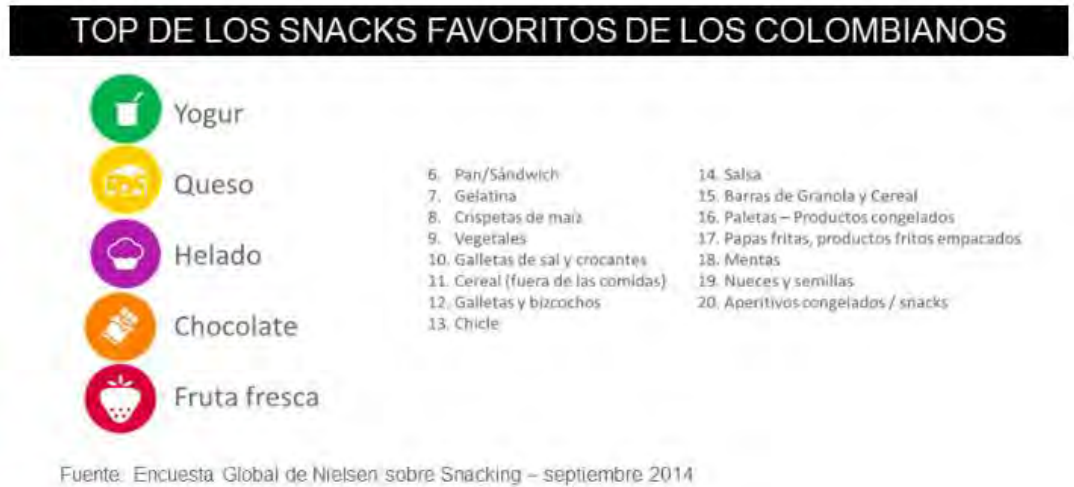 TOP DE LOS SNACKS FAVORITOS DE LOS COLOMBIANOS
Yogur
Queso
Helado
Chocolate
Fruta fresca
6. Pan/Sándwich
7. Gelatina
8. Crispetas de maíz
9. Vegetales
10. Galletas de sal y crocantes
11. Cereal (fuera de las comidas)
12. Galletas y bizcochos
13. Chicle
14. Salsa
15. Barras de Granola y Cereal
16. Paletas – Productos congelados
17. Papas fritas, productos fritos empacados
18. Mentas
19. Nueces y semillas
20. Aperitivos congelados / snacks
Fuente: Encuesta Global de Nielsen sobre Snacking – septiembre 2014